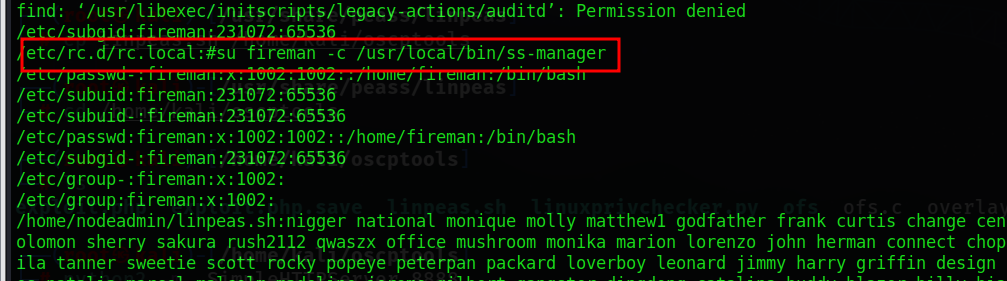 find: ‘/usr/libexec/initscripts/legacy-actions/auditd’: Permission denied
/etc/subgid:fireman:231072:65536
/etc/rc.d/rc.local:#su fireman -c /usr/local/bin/ss-manager
/etc/passwd-:fireman:x:1002:1002::/home/fireman:/bin/bash
/etc/subuid:fireman:231072:65536
/etc/subuid-:fireman:231072:65536
/etc/passwd:fireman:x:1002:1002::/home/fireman:/bin/bash
/etc/subgid-:fireman:231072:65536
/etc/group-:fireman:x:1002:
/etc/group:fireman:x:1002:
/home/nodeadmin/linpeas.sh:nigger national monique molly matthew1 godfather frank curtis change cen
olomon sherry sakura rush2112 qwaszx office mushroom monika marion lorenzo john herman connect chop
ila tanner sweetie scott rocky popeye peterpan packard loverboy leonard jimmy harry griffin design